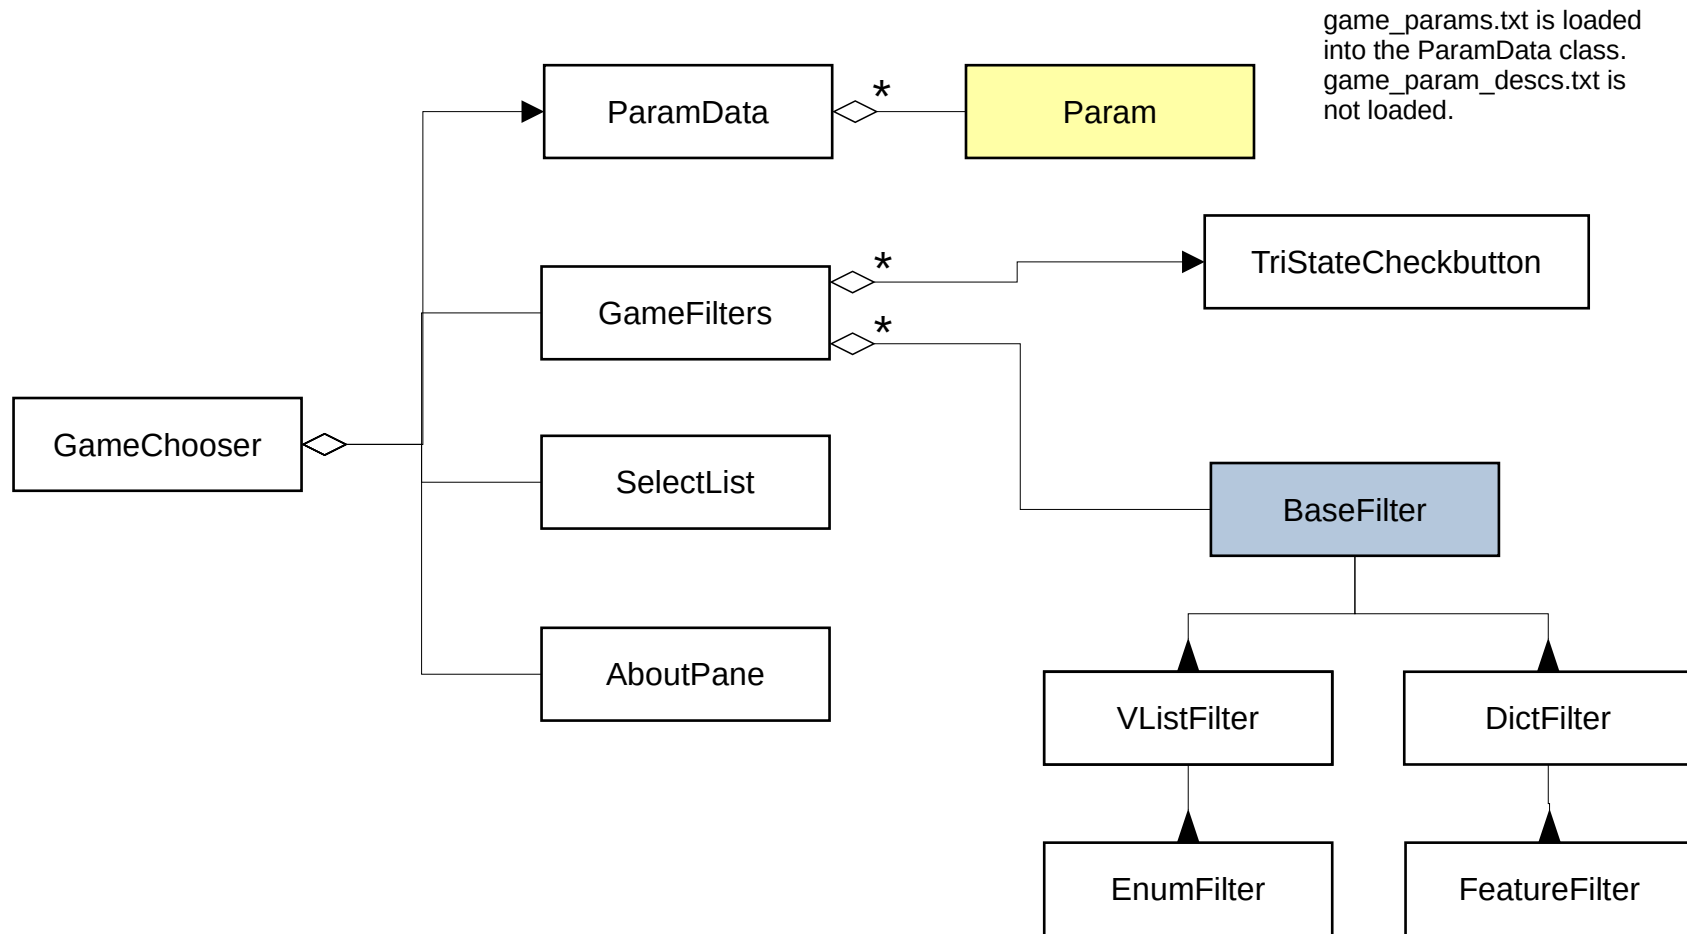 game_params.txt is loaded
into the ParamData class.
game_param_descs.txt is
not loaded.
ParamData
*
Param
*
TriStateCheckbutton
GameFilters
*
GameChooser
SelectList
BaseFilter
AboutPane
VListFilter
DictFilter
EnumFilter
FeatureFilter